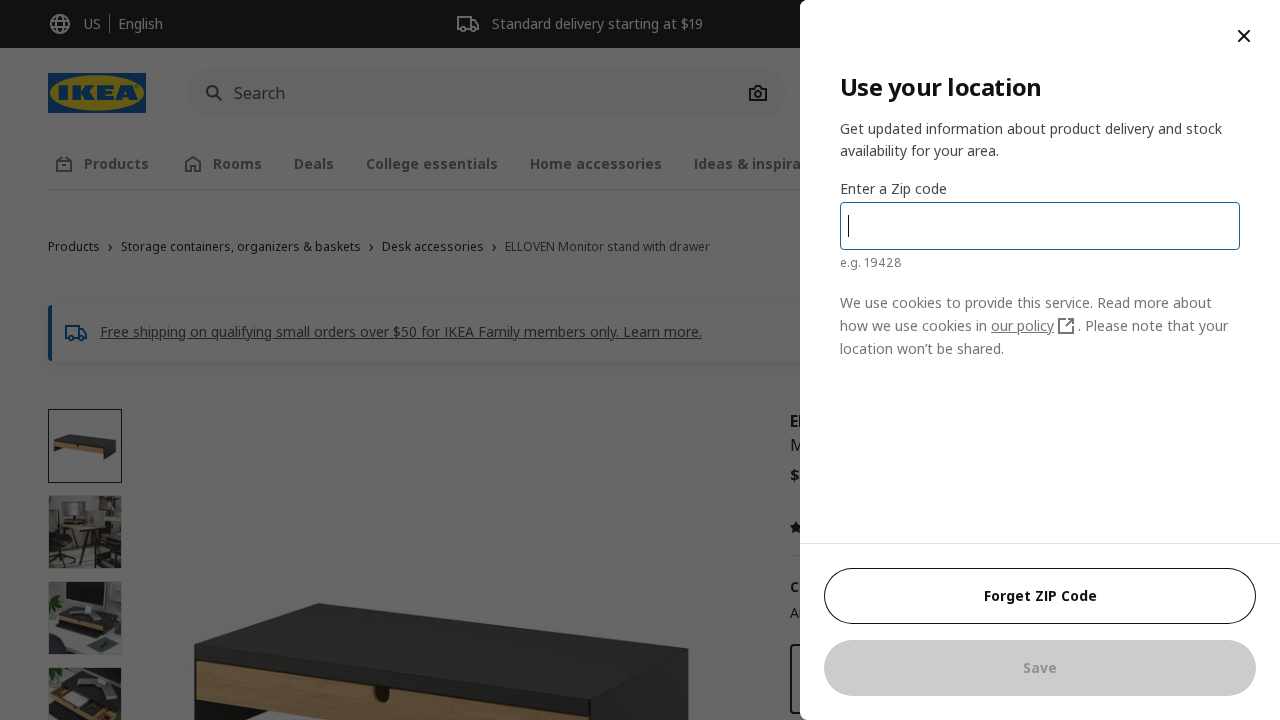 US
English
Standard delivery starting at $19
IKEA
Search
Products
Rooms
Deals
College essentials
Home accessories
Ideas & inspira
Products › Storage containers, organizers & baskets › Desk accessories › ELLOVEN Monitor stand with drawer
Free shipping on qualifying small orders over $50 for IKEA Family members only. Learn more.
$
Use your location
Get updated information about product delivery and stock
availability for your area.
Enter a Zip code
e.g. 19428
We use cookies to provide this service. Read more about
how we use cookies in our policy . Please note that your
location won’t be shared.
Forget ZIP Code
Save